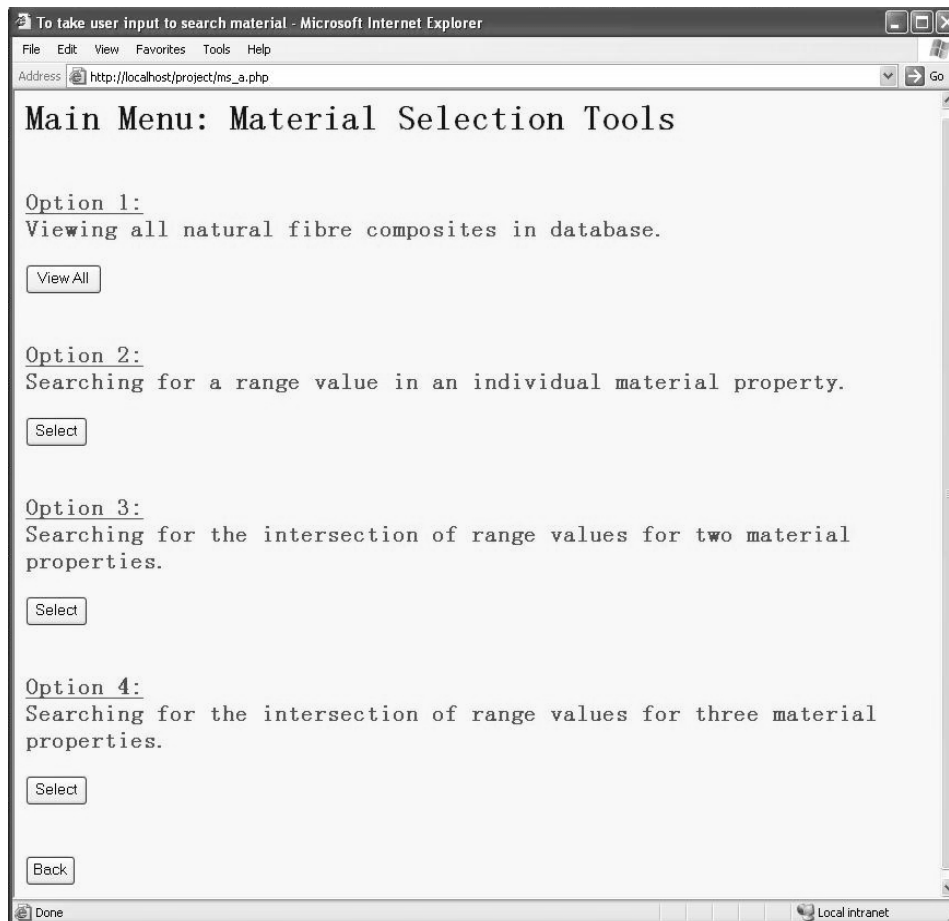 To take user input to search material - Microsoft Internet Explorer
File Edit View Favorites Tools Help
Address http://localhost/project/ms_a.php Go
Main Menu: Material Selection Tools
Option 1:
Viewing all natural fibre composites in database.
View All
Option 2:
Searching for a range value in an individual material property.
Select
Option 3:
Searching for the intersection of range values for two material
properties.
Select
Option 4:
Searching for the intersection of range values for three material
properties.
Select
Back
Done Local intranet